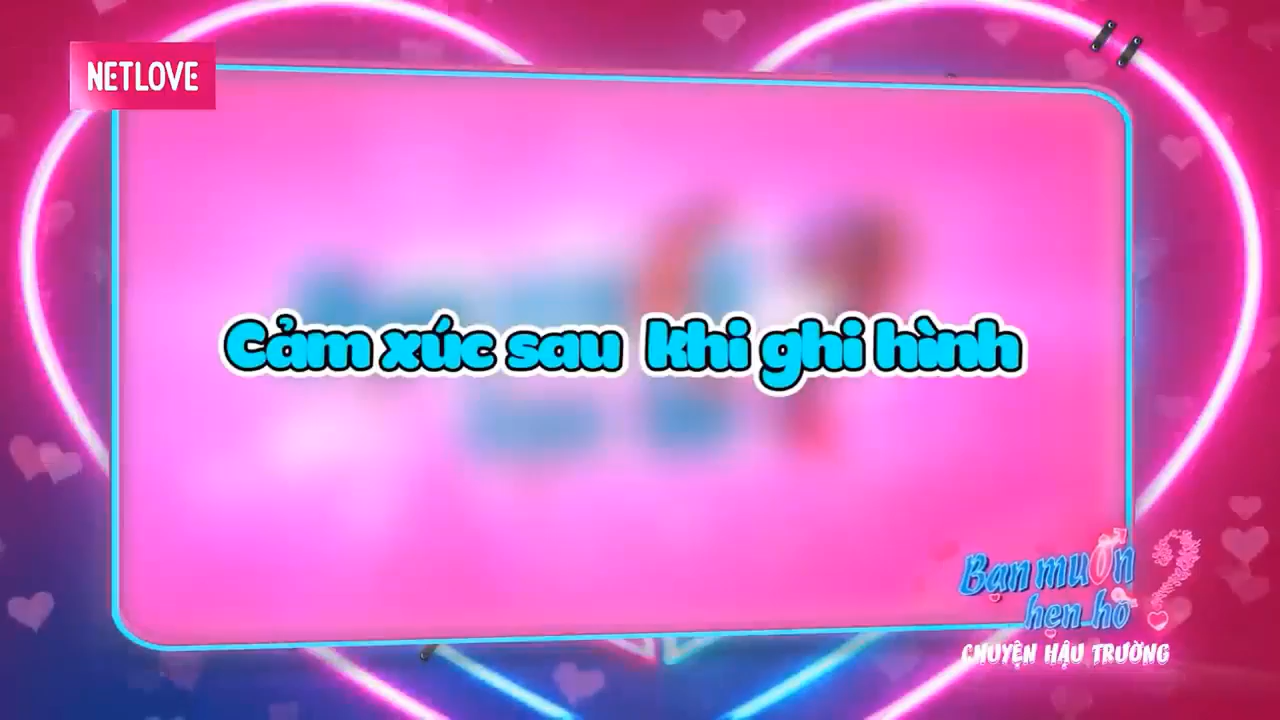 NETLOVE
Cảm xúc sau khi ghi hình
Bạn muốn
hẹn hò ?
CHUYỆN HẬU TRƯỜNG